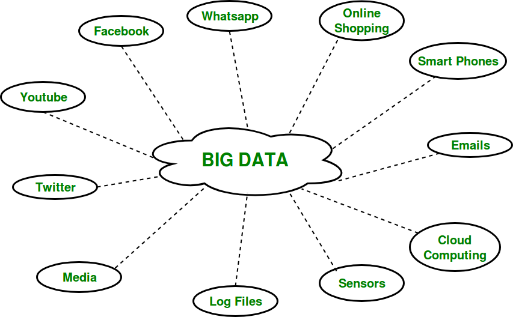 Whatsapp
Online
Shopping
Facebook
Smart Phones
Youtube
Emails
BIG DATA
Twitter
Cloud
Computing
Media
Sensors
Log Files